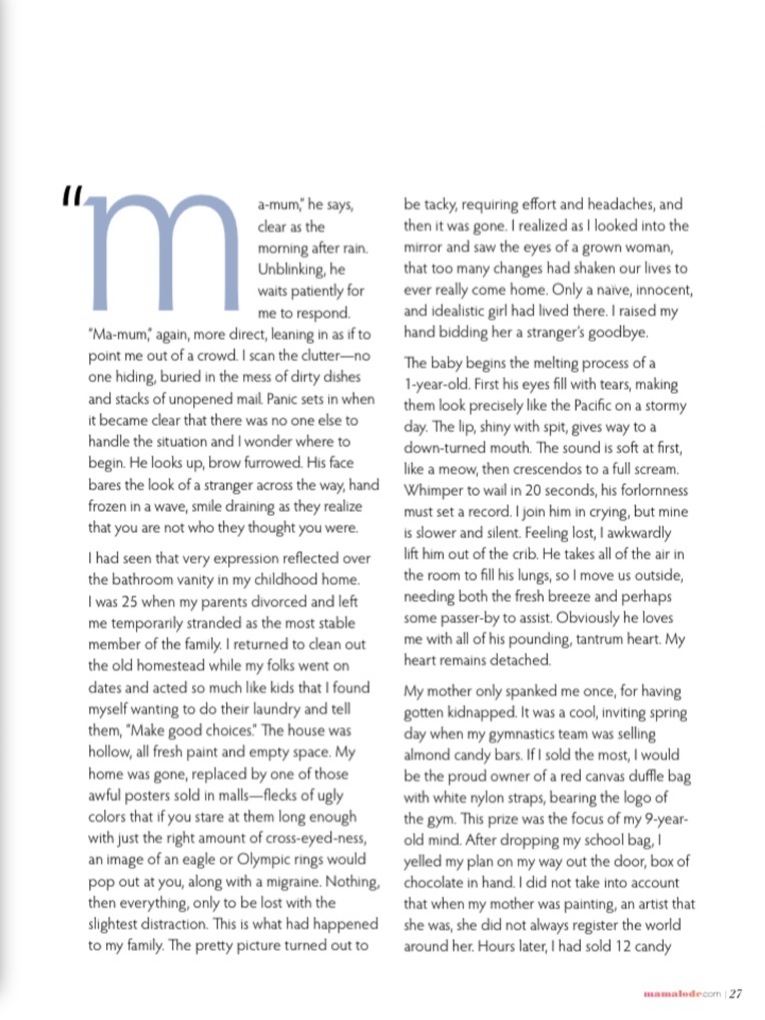 "ma-mum," he says,
clear as the
morning after rain.
Unblinking, he
waits patiently for
me to respond.
"Ma-mum," again, more direct, leaning in as if to
point me out of a crowd. I scan the clutter—no
one hiding, buried in the mess of dirty dishes
and stacks of unopened mail. Panic sets in when
it became clear that there was no one else to
handle the situation and I wonder where to
begin. He looks up, brow furrowed. His face
bares the look of a stranger across the way, hand
frozen in a wave, smile draining as they realize
that you are not who they thought you were.
I had seen that very expression reflected over
the bathroom vanity in my childhood home.
I was 25 when my parents divorced and left
me temporarily stranded as the most stable
member of the family. I returned to clean out
the old homestead while my folks went on
dates and acted so much like kids that I found
myself wanting to do their laundry and tell
them, "Make good choices." The house was
hollow, all fresh paint and empty space. My
home was gone, replaced by one of those
awful posters sold in malls—flecks of ugly
colors that if you stare at them long enough
with just the right amount of cross-eyed-ness,
an image of an eagle or Olympic rings would
pop out at you, along with a migraine. Nothing,
then everything, only to be lost with the
slightest distraction. This is what had happened
to my family. The pretty picture turned out to
be tacky, requiring effort and headaches, and
then it was gone. I realized as I looked into the
mirror and saw the eyes of a grown woman,
that too many changes had shaken our lives to
ever really come home. Only a naïve, innocent,
and idealistic girl had lived there. I raised my
hand bidding her a stranger's goodbye.
The baby begins the melting process of a
1-year-old. First his eyes fill with tears, making
them look precisely like the Pacific on a stormy
day. The lip, shiny with spit, gives way to a
down-turned mouth. The sound is soft at first,
like a meow, then crescendos to a full scream.
Whimper to wail in 20 seconds, his forlornness
must set a record. I join him in crying, but mine
is slower and silent. Feeling lost, I awkwardly
lift him out of the crib. He takes all of the air in
the room to fill his lungs, so I move us outside,
needing both the fresh breeze and perhaps
some passer-by to assist. Obviously he loves
me with all of his pounding, tantrum heart. My
heart remains detached.
My mother only spanked me once, for having
gotten kidnapped. It was a cool, inviting spring
day when my gymnastics team was selling
almond candy bars. If I sold the most, I would
be the proud owner of a red canvas duffle bag
with white nylon straps, bearing the logo of
the gym. This prize was the focus of my 9-year-
old mind. After dropping my school bag, I
yelled my plan on my way out the door, box of
chocolate in hand. I did not take into account
that when my mother was painting, an artist that
she was, she did not always register the world
around her. Hours later, I had sold 12 candy
mamalode.com | 27